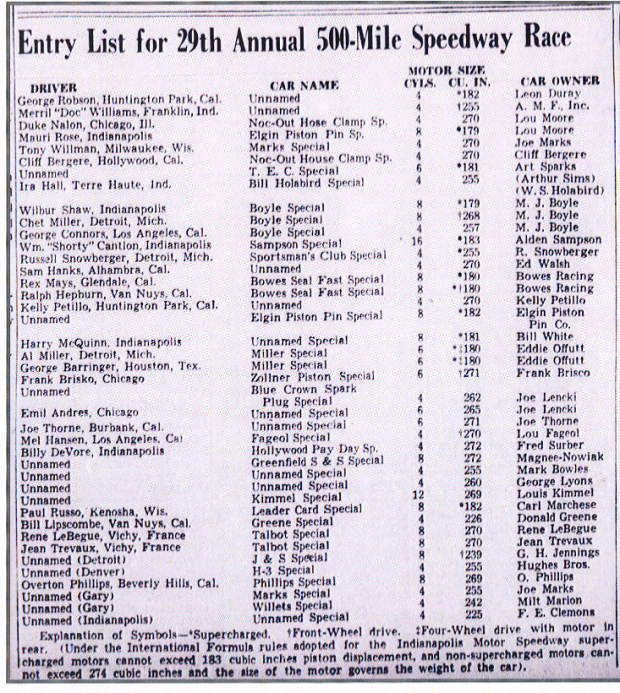 Entry List for 29th Annual 500-Mile Speedway Race
MOTOR SIZE
DRIVER CAR NAME CYLS. CU. IN. CAR OWNER
George Robson, Huntington Park, Cal. Unnamed 4 *182 Leon Duray
Merril "Doc" Williams, Franklin, Ind. Unnamed 4 †255 A. M. F., Inc.
Duke Nalon, Chicago, Ill. Noc-Out Hose Clamp Sp. 4 270 Lou Moore
Mauri Rose, Indianapolis Elgin Piston Pin Sp. 8 *179 Lou Moore
Tony Willman, Milwaukee, Wis. Marks Special 4 270 Joe Marks
Cliff Bergere, Hollywood, Cal. Noc-Out House Clamp Sp. 4 270 Cliff Bergere
Unnamed T. E. C. Special 6 *181 Art Sparks
Ira Hall, Terre Haute, Ind. Bill Holabird Special 4 255 (Arthur Sims)
(W. S. Holabird)
Wilbur Shaw, Indianapolis Boyle Special 8 *179 M. J. Boyle
Chet Miller, Detroit, Mich. Boyle Special 8 †268 M. J. Boyle
George Connors, Los Angeles, Cal. Boyle Special 4 257 M. J. Boyle
Wm. "Shorty" Cantlon, Indianapolis Sampson Special 16 *183 Alden Sampson
Russell Snowberger, Detroit, Mich. Sportsman's Club Special 4 *255 R. Snowberger
Sam Hanks, Alhambra, Cal. Unnamed 4 270 Ed Walsh
Rex Mays, Glendale, Cal. Bowes Seal Fast Special 8 *180 Bowes Racing
Ralph Hepburn, Van Nuys, Cal. Bowes Seal Fast Special 8 *†180 Bowes Racing
Kelly Petillo, Huntington Park, Cal. Unnamed 4 270 Kelly Petillo
Unnamed Elgin Piston Pin Special 8 *182 Elgin Piston
Pin Co.
Harry McQuinn, Indianapolis Unnamed Special 8 *181 Bill White
Al Miller, Detroit, Mich. Miller Special 6 *‡180 Eddie Offutt
George Barringer, Houston, Tex. Miller Special 6 *‡180 Eddie Offutt
Frank Brisko, Chicago Zollner Piston Special 6 †271 Frank Brisco
Unnamed Blue Crown Spark
Plug Special 4 262 Joe Lencki
Emil Andres, Chicago Unnamed Special 6 265 Joe Lencki
Joe Thorne, Burbank, Cal. Unnamed Special 6 271 Joe Thorne
Mel Hansen, Los Angeles, Cal Fageol Special 4 †270 Lou Fageol
Billy DeVore, Indianapolis Hollywood Pay Day Sp. 4 272 Fred Surber
Unnamed Greenfield S & S Special 8 272 Magnee-Nowiak
Unnamed Unnamed Special 4 255 Mark Bowles
Unnamed Unnamed Special 4 260 George Lyons
Unnamed Kimmel Special 12 269 Louis Kimmel
Paul Russo, Kenosha, Wis. Leader Card Special 8 *182 Carl Marchese
Bill Lipscombe, Van Nuys, Cal. Greene Special 4 226 Donald Greene
Rene LeBegue, Vichy, France Talbot Special 8 270 Rene LeBegue
Jean Trevaux, Vichy, France Talbot Special 8 270 Jean Trevaux
Unnamed (Detroit) J & S Special 8 †239 G. H. Jennings
Unnamed (Denver) H-3 Special 4 255 Hughes Bros.
Overton Phillips, Beverly Hills, Cal. Phillips Special 8 269 O. Phillips
Unnamed (Gary) Marks Special 4 255 Joe Marks
Unnamed (Gary) Willets Special 4 242 Milt Marion
Unnamed (Indianapolis) Unnamed Special 4 225 F. E. Clemons
Explanation of Symbols—*Supercharged. †Front-Wheel drive. ‡Four-Wheel drive with motor in
rear. (Under the International Formula rules adopted for the Indianapolis Motor Speedway super-
charged motors cannot exceed 183 cubic inches piston displacement, and non-supercharged motors can-
not exceed 274 cubic inches and the size of the motor governs the weight of the car).